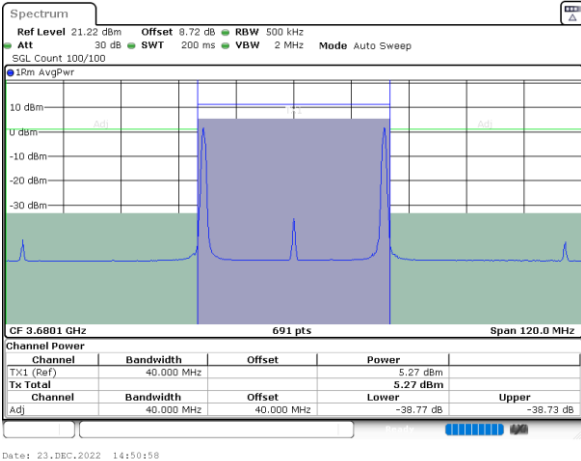 Spectrum
Ref Level 21.22 dBm Offset 8.72 dB RBW 500 kHz
Att 30 dB SWT 200 ms VBW 2 MHz Mode Auto Sweep
SGL Count 100/100
1Rm AvgPwr
10 dBm
Adj Adj
0 dBm
-10 dBm
-20 dBm
-30 dBm
CF 3.6801 GHz 691 pts Span 120.0 MHz
Channel Power
Channel Bandwidth Offset Power
TX1 (Ref) 40.000 MHz 5.27 dBm
Tx Total 5.27 dBm
Channel Bandwidth Offset Lower Upper
Adj 40.000 MHz 40.000 MHz -38.77 dB -38.73 dB
Ready
Date: 23.DEC.2022 14:50:58